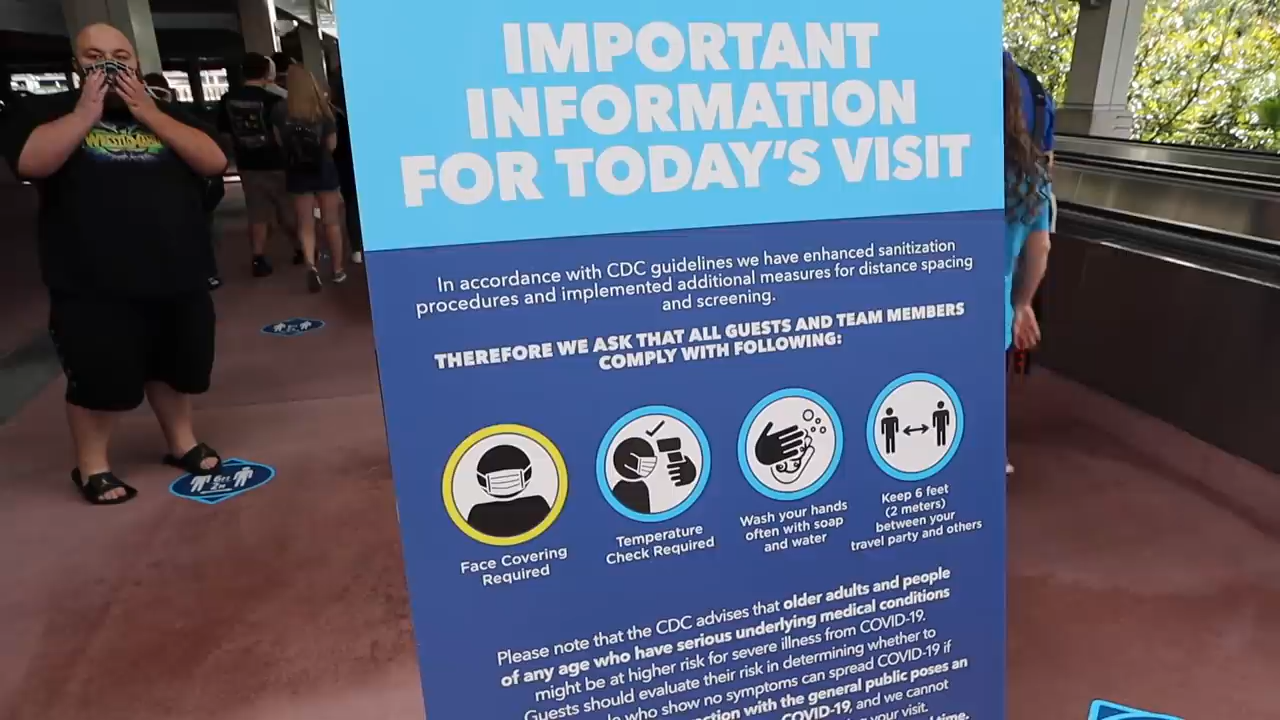 IMPORTANT
INFORMATION
FOR TODAY'S VISIT
In accordance with CDC guidelines we have enhanced sanitization
procedures and implemented additional measures for distance spacing
and screening.
THEREFORE WE ASK THAT ALL GUESTS AND TEAM MEMBERS
COMPLY WITH FOLLOWING:
Face Covering
Required
Temperature
Check Required
Wash your hands
often with soap
and water
Keep 6 feet
(2 meters)
between your
travel party and others
Please note that the CDC advises that older adults and people
of any age who have serious underlying medical conditions
might be at higher risk for severe illness from COVID-19.
Guests should evaluate their risk in determining whether to
who show no symptoms can spread COVID-19 if
with the general public poses an
COVID-19, and we cannot
your visit.
time.
6FT
2M